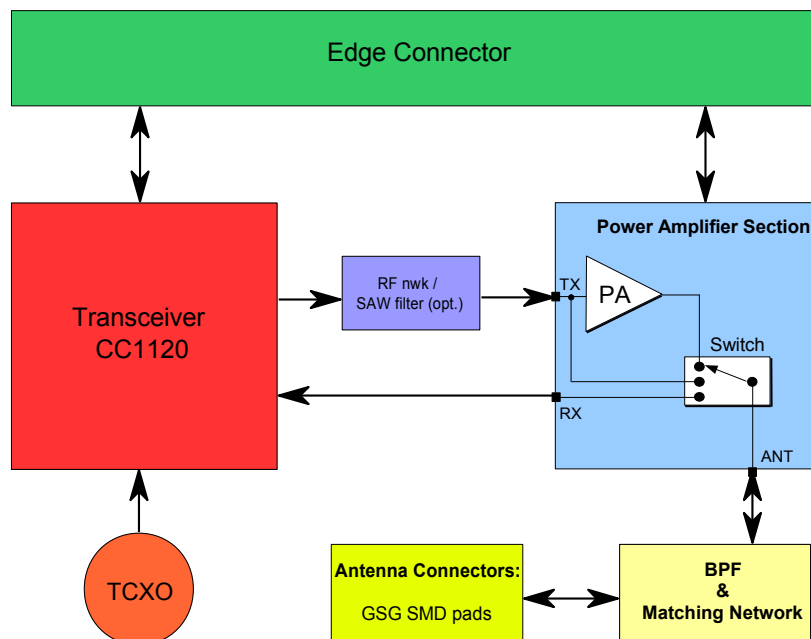 Edge Connector
Transceiver
CC1120
RF nwk /
SAW filter (opt.)
Power Amplifier Section
TX
PA
Switch
RX
ANT
TCXO
Antenna Connectors:
GSG SMD pads
BPF
&
Matching Network